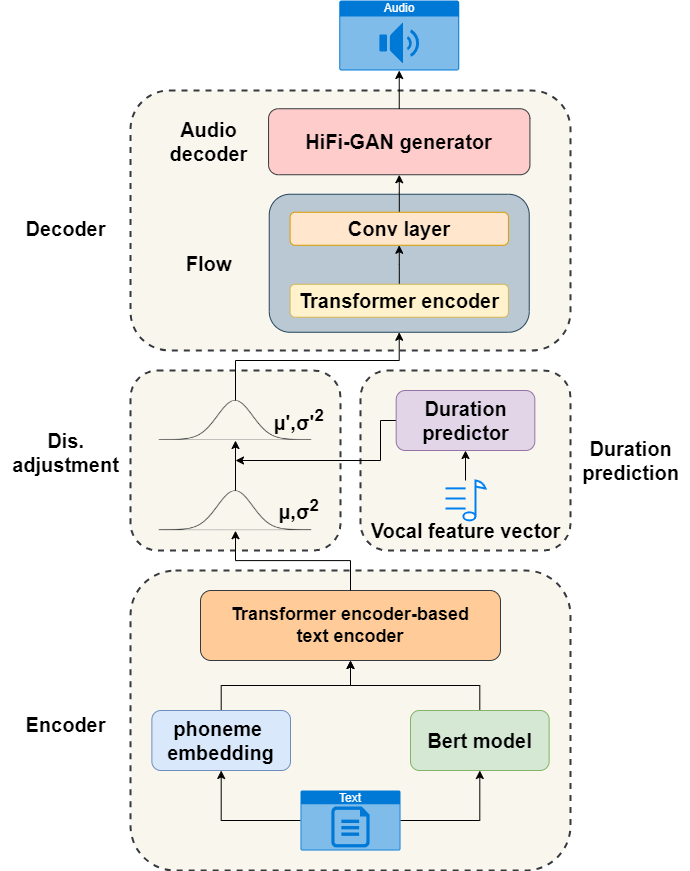 Audio
Audio
decoder
HiFi-GAN generator
Decoder
Conv layer
Flow
Transformer encoder
Dis.
adjustment
μ',σ'²
μ,σ²
Duration
predictor
Vocal feature vector
Duration
prediction
Transformer encoder-based
text encoder
Encoder
phoneme
embedding
Bert model
Text